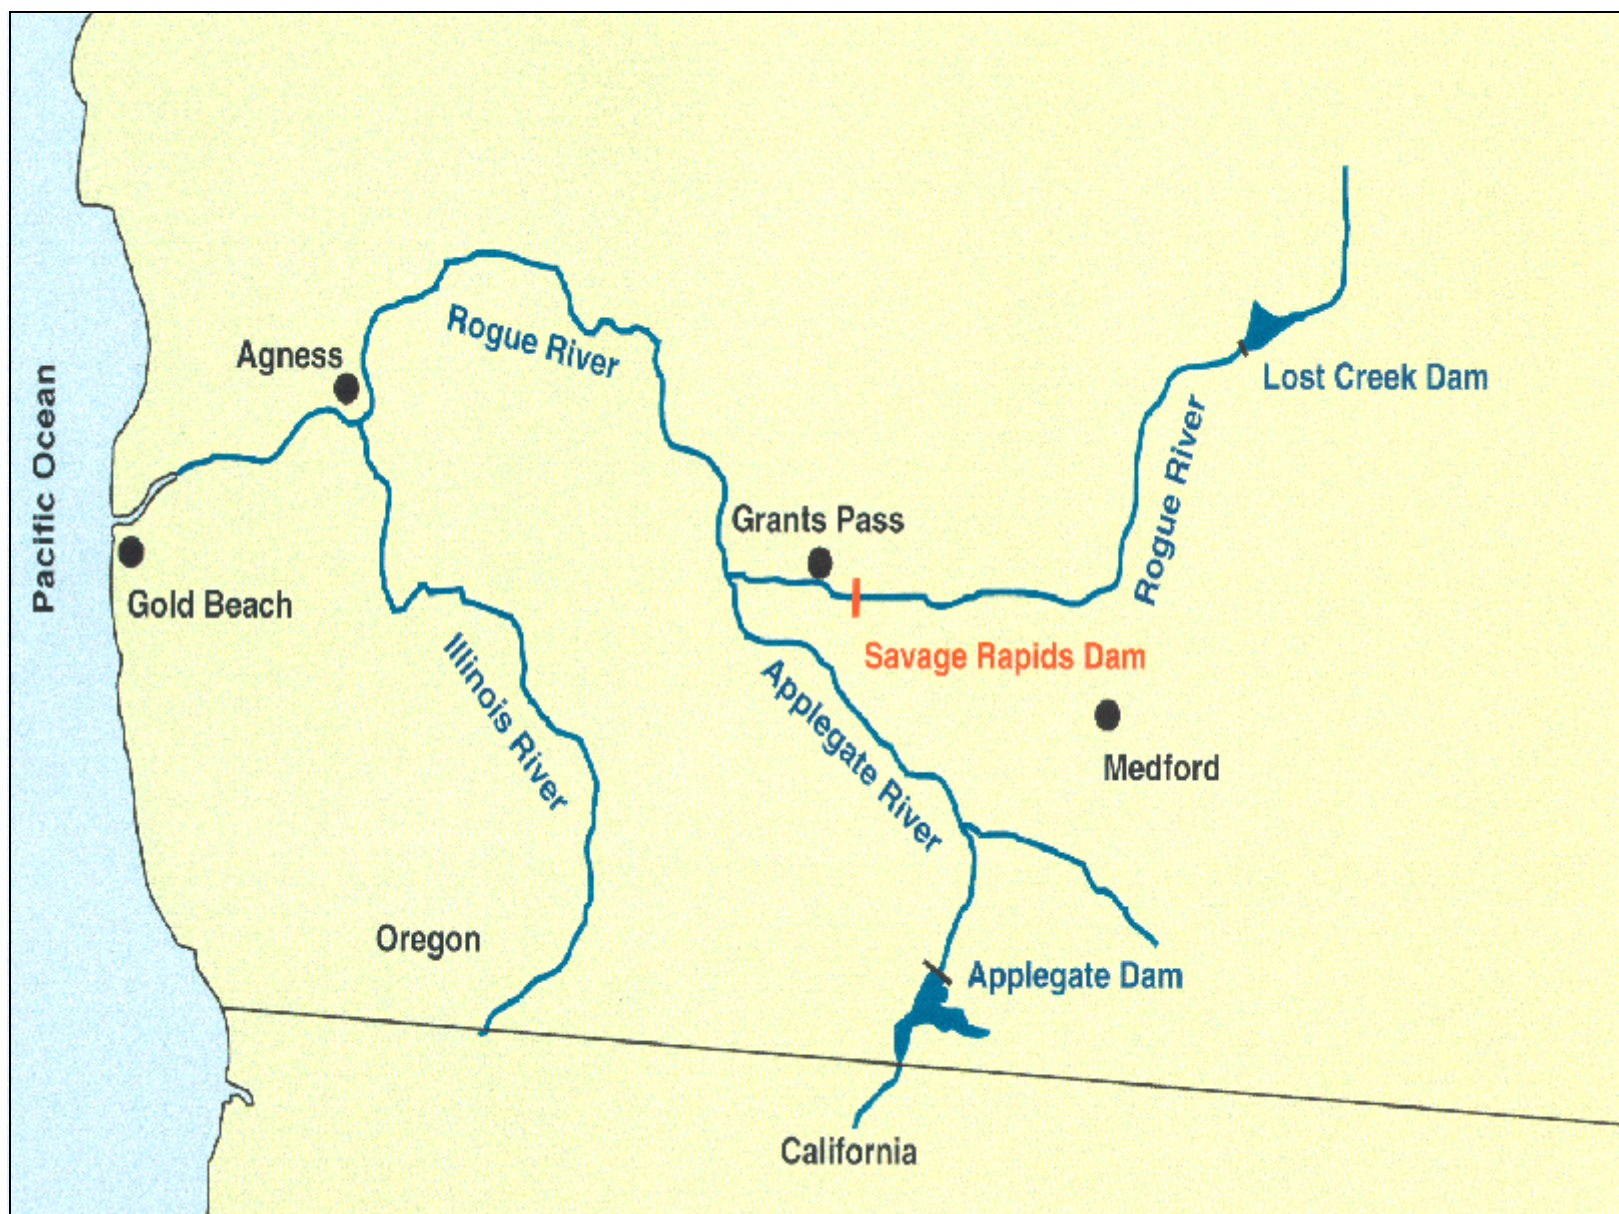 Rogue River
Agness
Lost Creek Dam
Pacific Ocean
Rogue River
Grants Pass
Gold Beach
Savage Rapids Dam
Illinois River
Applegate River
Medford
Oregon
Applegate Dam
California